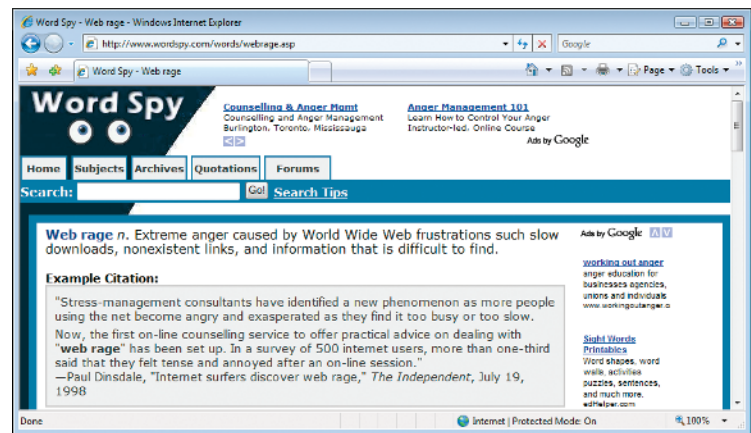 Word Spy - Web rage - Windows Internet Explorer
http://www.wordspy.com/words/webrage.asp
Google
Word Spy - Web rage
Page
Tools
Word Spy
Counselling & Anger Mgmt
Counselling and Anger Management
Burlington, Toronto, Mississauga
Anger Management 101
Learn How to Control Your Anger
Instructor-led, Online Course
Ads by Google
Home Subjects Archives Quotations Forums
Search: Go! Search Tips
Web rage n. Extreme anger caused by World Wide Web frustrations such slow
downloads, nonexistent links, and information that is difficult to find.
Example Citation:
"Stress-management consultants have identified a new phenomenon as more people
using the net become angry and exasperated as they find it too busy or too slow.
Now, the first on-line counselling service to offer practical advice on dealing with
"web rage" has been set up. In a survey of 500 internet users, more than one-third
said that they felt tense and annoyed after an on-line session."
—Paul Dinsdale, "Internet surfers discover web rage," The Independent, July 19,
1998
Ads by Google
working out anger
anger education for
businesses agencies,
unions and individuals
www.workingoutanger.c
Sight Words
Printables
Word shapes, word
walls, activities
puzzles, sentences,
and much more.
edHelper.com
Done
Internet | Protected Mode: On
100%